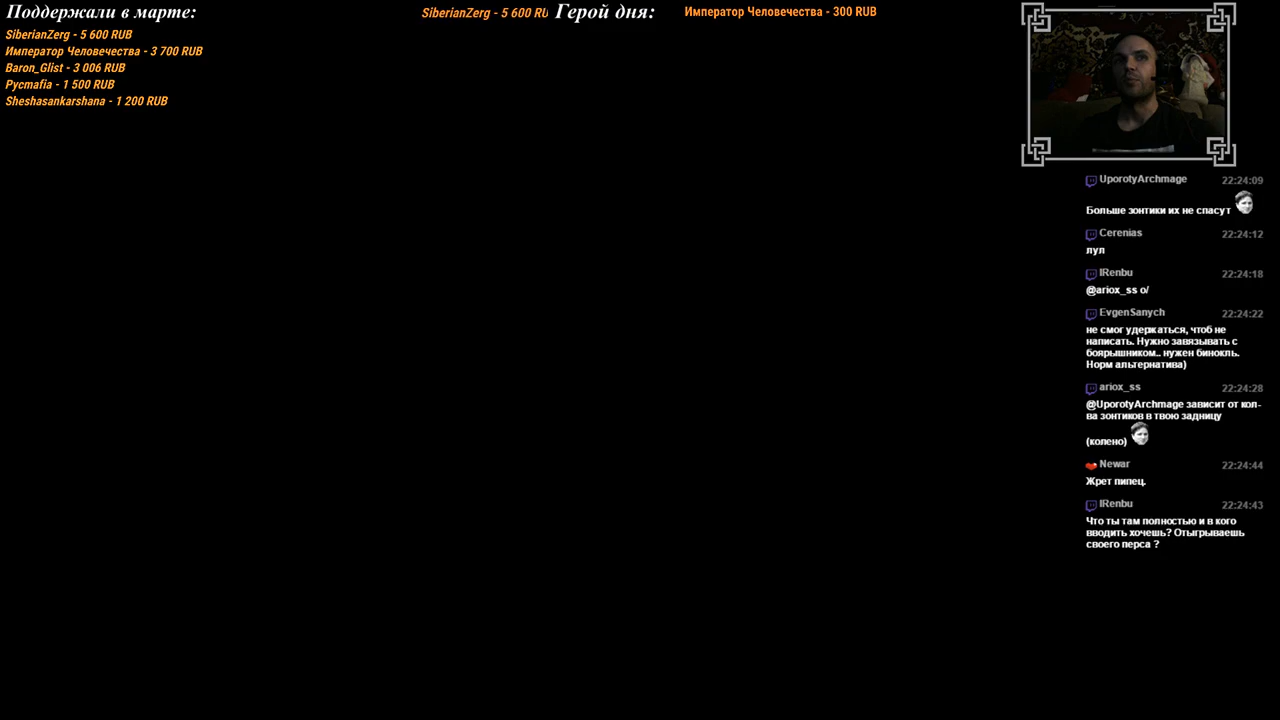 Поддержали в марте:
SiberianZerg - 5 600 RUB
Император Человечества - 3 700 RUB
Baron_Glist - 3 006 RUB
Pycmafia - 1 500 RUB
Sheshasankarshana - 1 200 RUB
SiberianZerg - 5 600 RU
Герой дня:
Император Человечества - 300 RUB
UporotyArchmage 22:24:09
Больше зонтики их не спасут
Cerenias 22:24:12
лул
IRenbu 22:24:18
@ariox_ss o/
EvgenSanych 22:24:22
не смог удержаться, чтоб не
написать. Нужно завязывать с
боярышником.. нужен бинокль.
Норм альтернатива)
ariox_ss 22:24:28
@UporotyArchmage зависит от кол-
ва зонтиков в твою задницу
(колено)
Newar 22:24:44
Жрет пипец.
IRenbu 22:24:43
Что ты там полностью и в кого
вводить хочешь? Отыгрываешь
своего перса ?